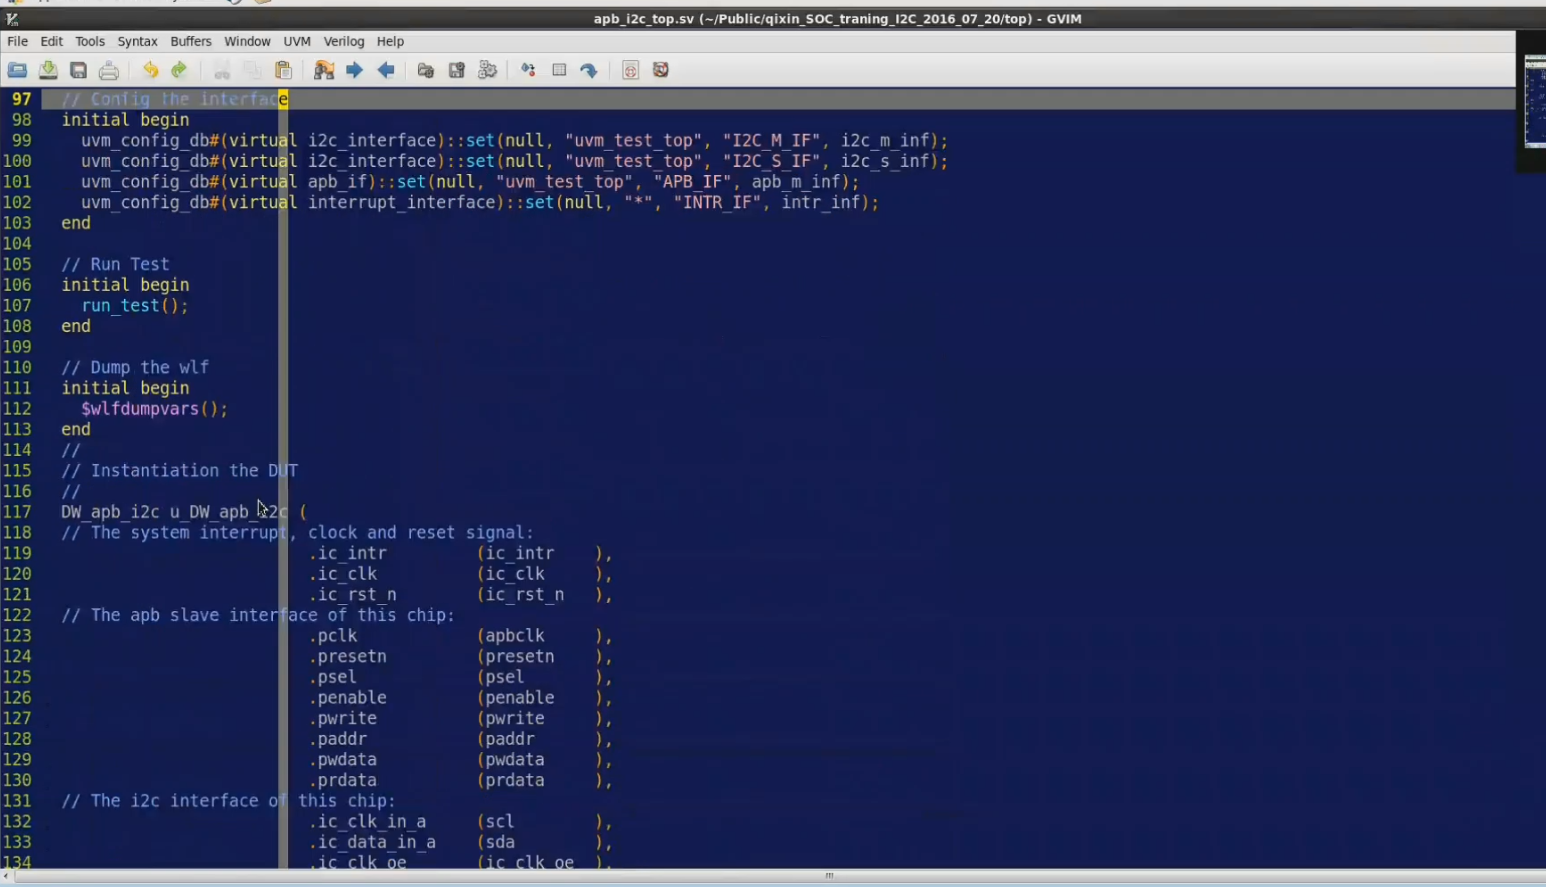 apb_i2c_top.sv (~/Public/qixin_SOC_traning_I2C_2016_07_20/top) - GVIM
File Edit Tools Syntax Buffers Window UVM Verilog Help
97 // Config the interface
98 initial begin
99 uvm_config_db#(virtual i2c_interface)::set(null, "uvm_test_top", "I2C_M_IF", i2c_m_inf);
100 uvm_config_db#(virtual i2c_interface)::set(null, "uvm_test_top", "I2C_S_IF", i2c_s_inf);
101 uvm_config_db#(virtual apb_if)::set(null, "uvm_test_top", "APB_IF", apb_m_inf);
102 uvm_config_db#(virtual interrupt_interface)::set(null, "*", "INTR_IF", intr_inf);
103 end
104
105 // Run Test
106 initial begin
107 run_test();
108 end
109
110 // Dump the wlf
111 initial begin
112 $wlfdumpvars();
113 end
114 //
115 // Instantiation the DUT
116 //
117 DW_apb_i2c u_DW_apb_i2c (
118 // The system interrupt, clock and reset signal:
119 .ic_intr (ic_intr ),
120 .ic_clk (ic_clk ),
121 .ic_rst_n (ic_rst_n ),
122 // The apb slave interface of this chip:
123 .pclk (apbclk ),
124 .presetn (presetn ),
125 .psel (psel ),
126 .penable (penable ),
127 .pwrite (pwrite ),
128 .paddr (paddr ),
129 .pwdata (pwdata ),
130 .prdata (prdata ),
131 // The i2c interface of this chip:
132 .ic_clk_in_a (scl ),
133 .ic_data_in_a (sda ),
134 .ic_clk_oe (ic_clk_oe ),